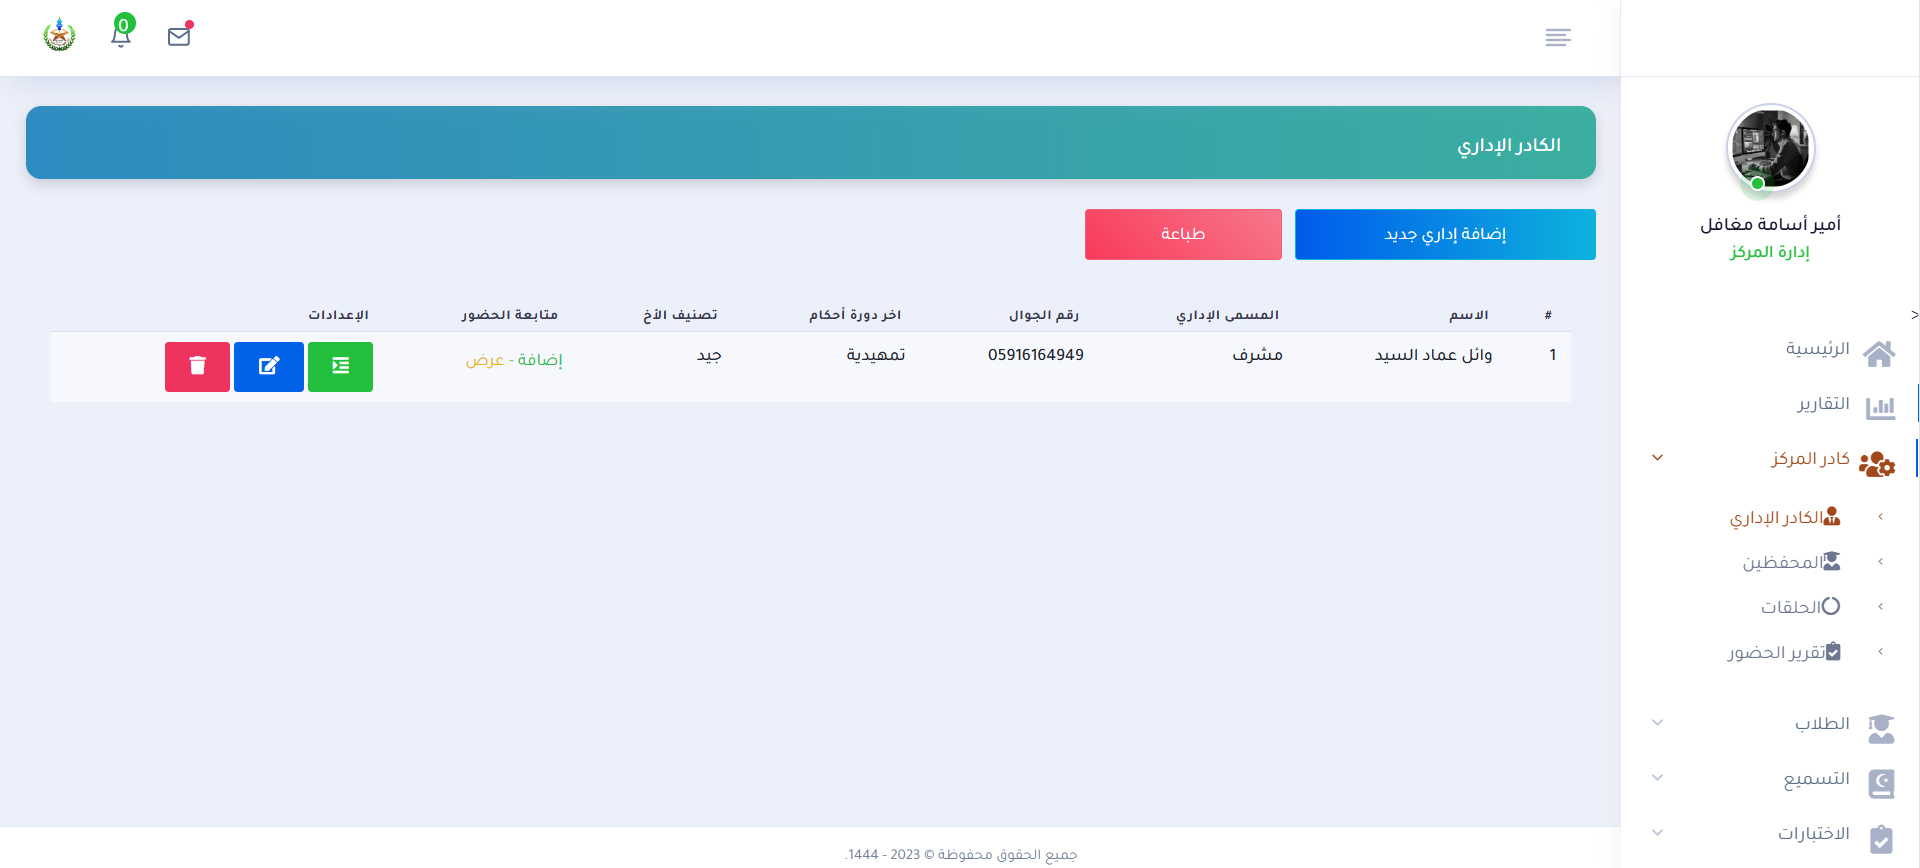 0
أمير أسامة مغافل
إدارة المركز
>
الرئيسية
التقارير
كادر المركز
الكادر الإداري
المحفظين
الحلقات
تقرير الحضور
الطلاب
التسميع
الاختبارات
الكادر الإداري
إضافة إداري جديد
طباعة
# الاسم المسمى الإداري رقم الجوال اخر دورة أحكام تصنيف الأخ متابعة الحضور الإعدادات
1 وائل عماد السيد مشرف 05916164949 تمهيدية جيد إضافة - عرض
جميع الحقوق محفوظة © 2023 - 1444.